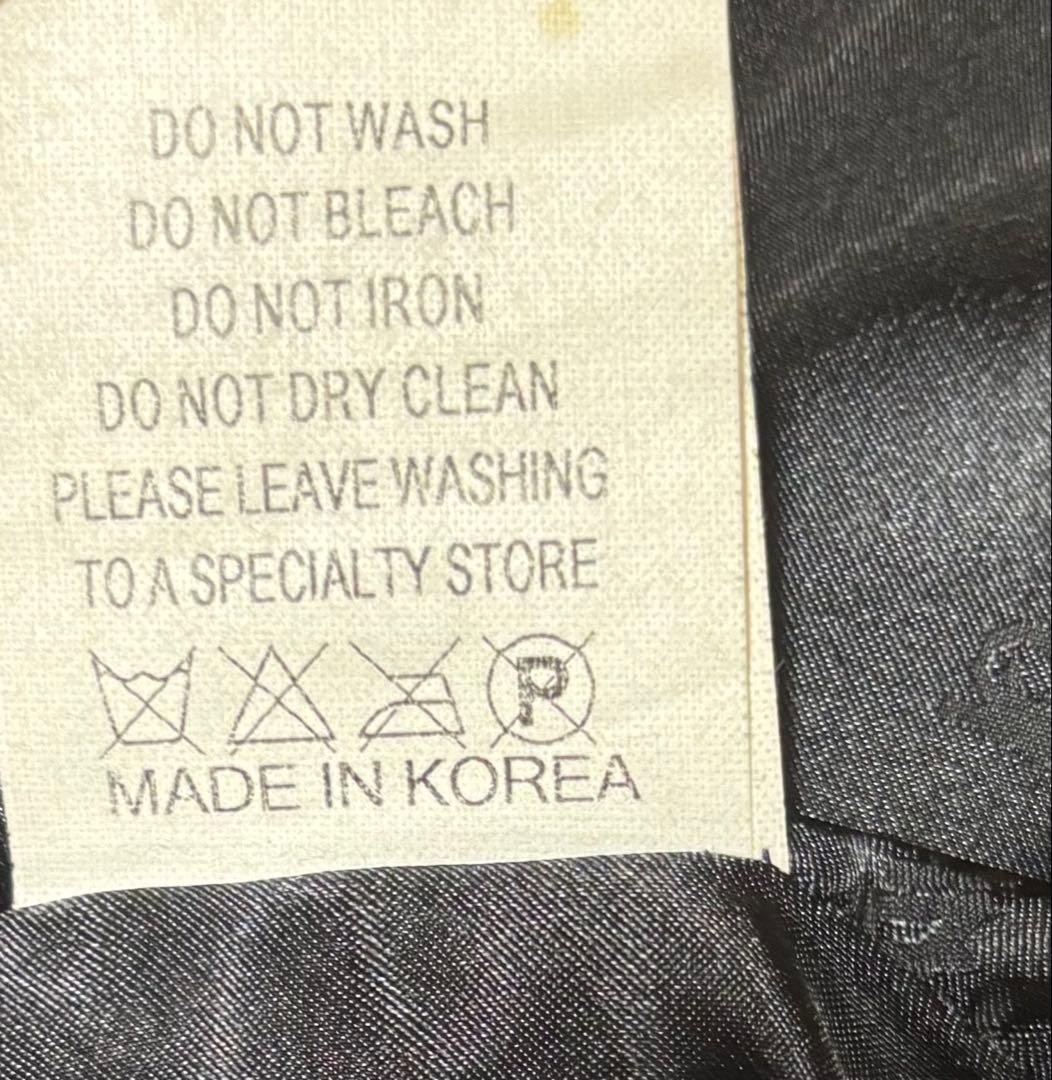 DO NOT WASH
DO NOT BLEACH
DO NOT IRON
DO NOT DRY CLEAN
PLEASE LEAVE WASHING
TO A SPECIALTY STORE
P
MADE IN KOREA